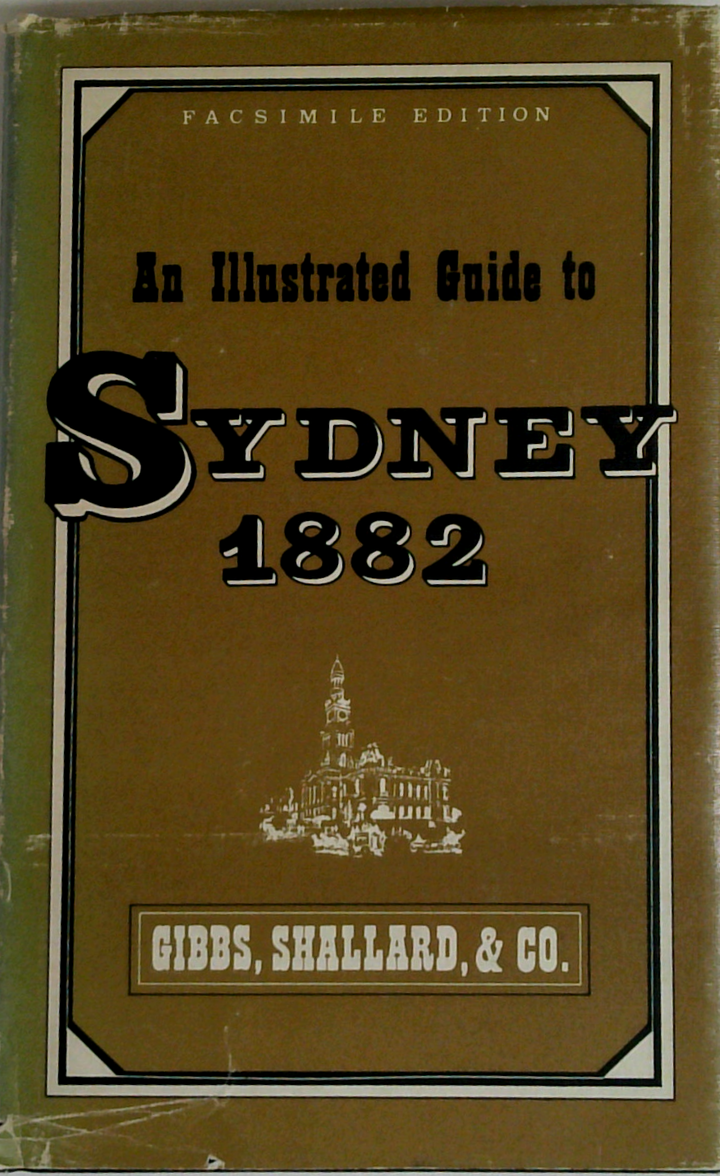 FACSIMILE EDITION
An Illustrated Guide to
SYDNEY
1882
GIBBS, SHALLARD, & CO.